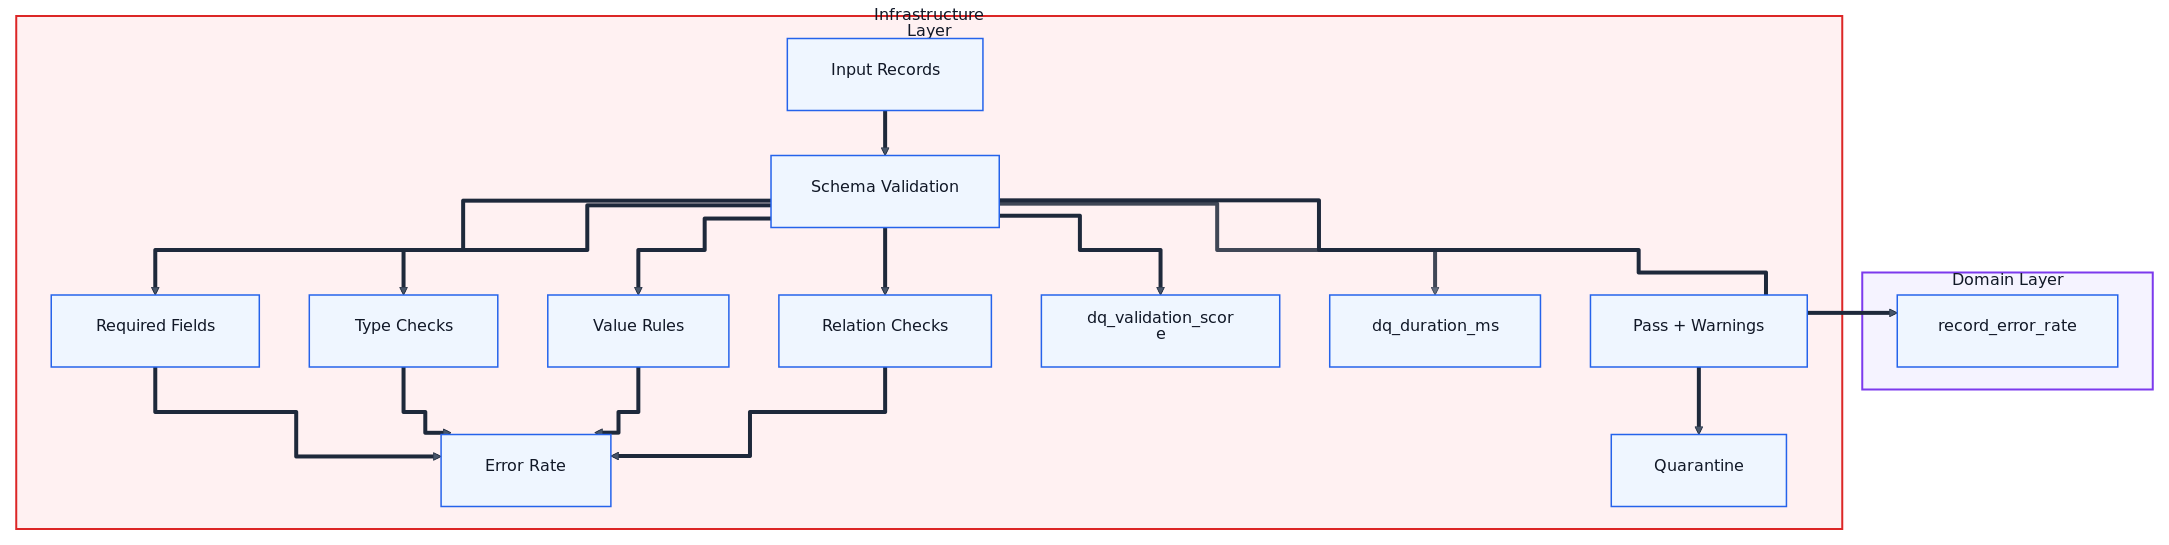 Infrastructure
Layer
Input Records
Schema Validation
Domain Layer
Required Fields
Type Checks
Value Rules
Relation Checks
dq_validation_scor
e
dq_duration_ms
Pass + Warnings
record_error_rate
Error Rate
Quarantine